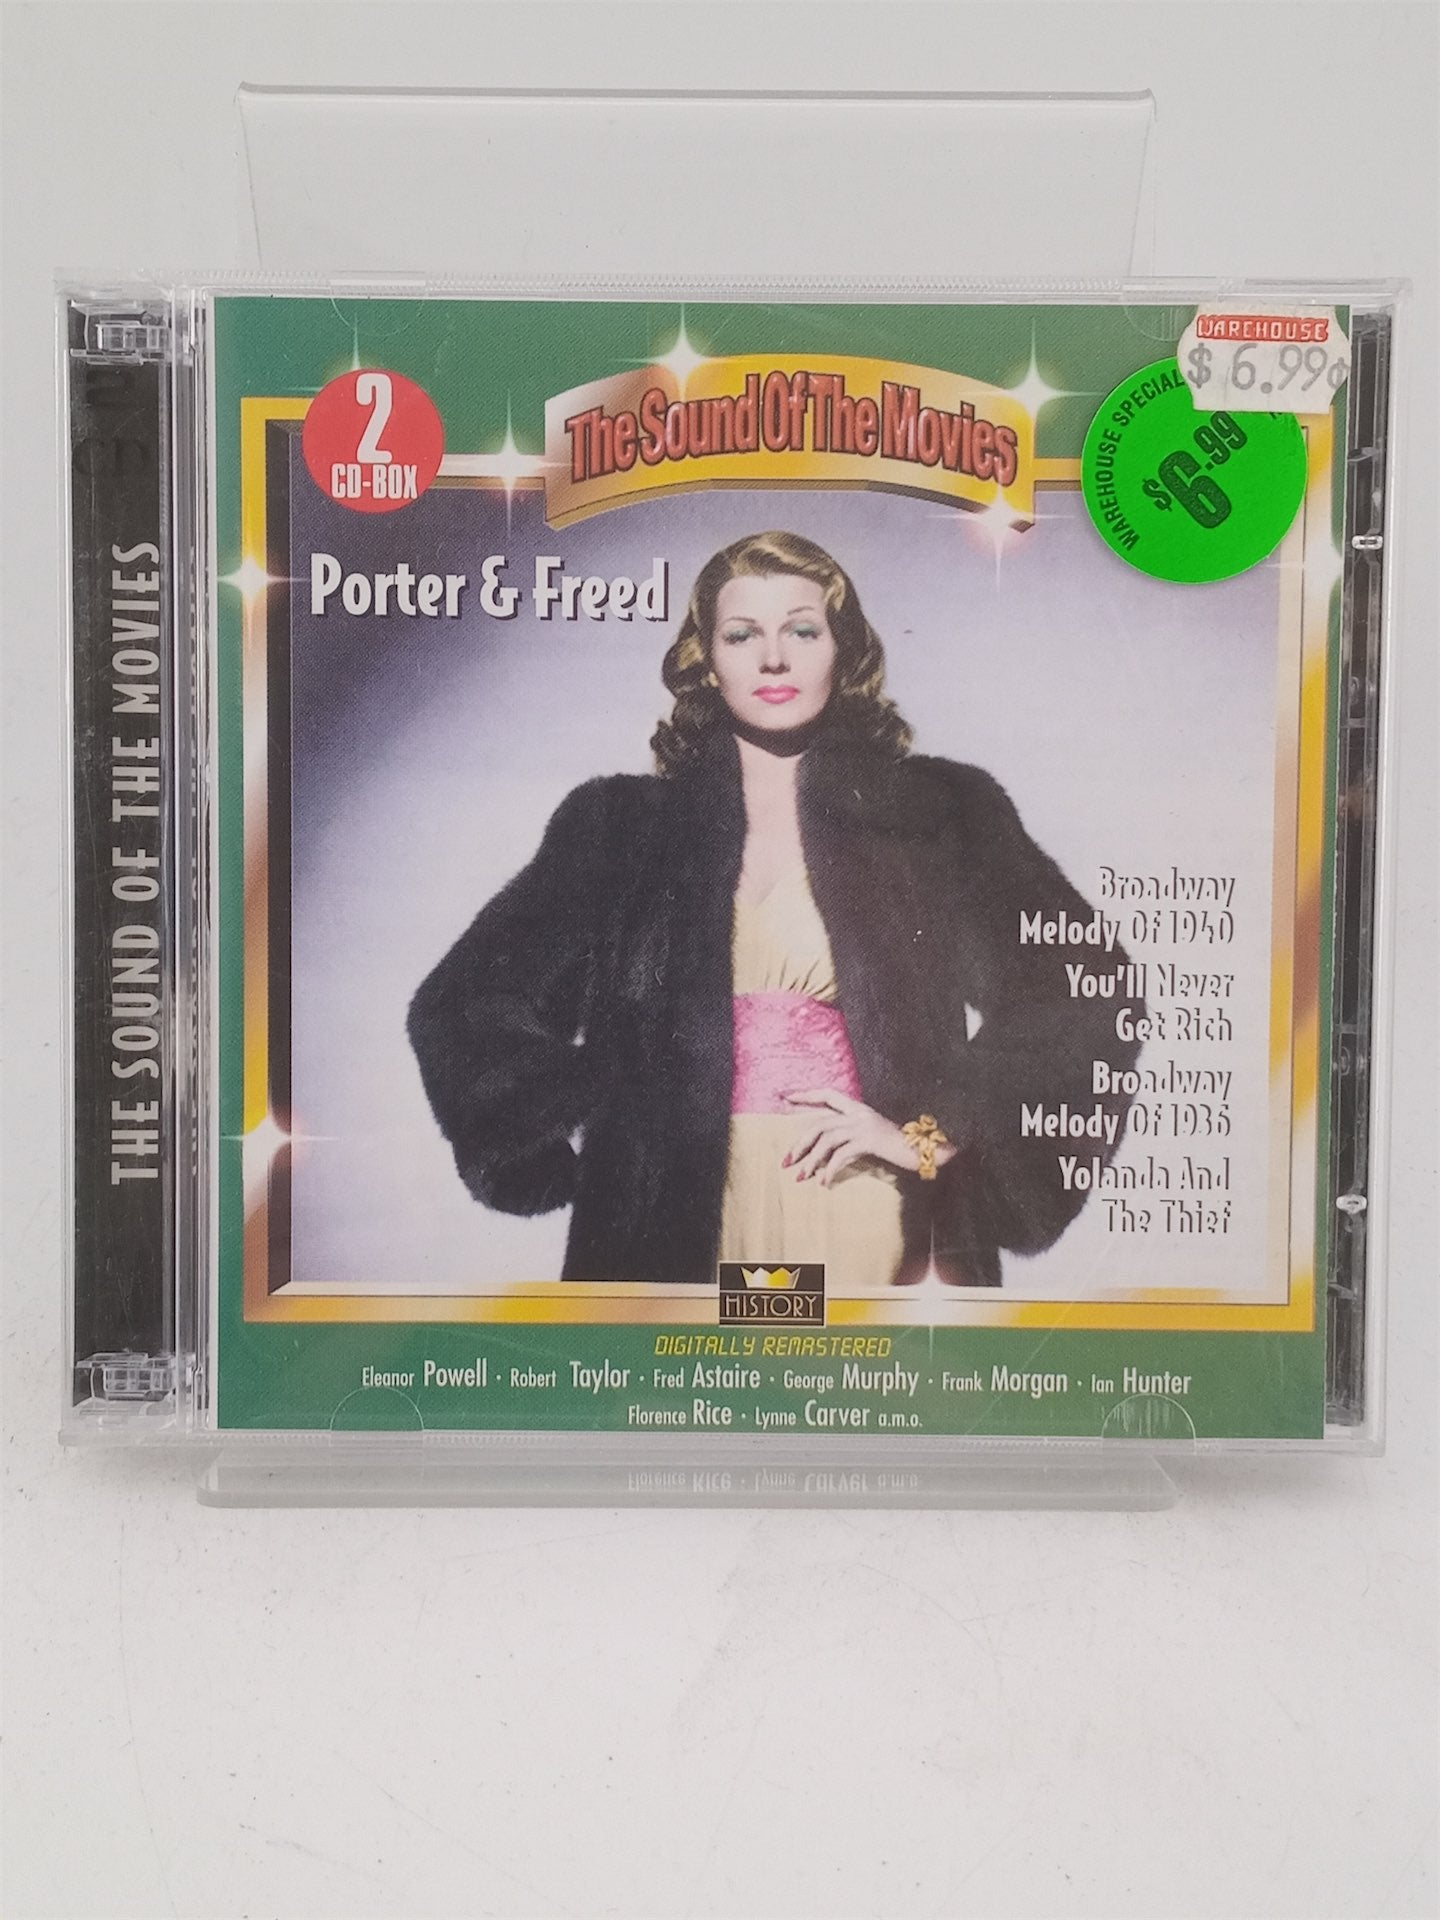 2
CD-BOX
The Sound Of The Movies
WAREHOUSE
$ 6.99¢
WAREHOUSE SPECIAL
$6.99
Porter & Freed
Broadway
Melody Of 1940
You'll Never
Get Rich
Broadway
Melody Of 1936
Yolanda And
The Thief
HISTORY
DIGITALLY REMASTERED
Eleanor Powell · Robert Taylor · Fred Astaire · George Murphy · Frank Morgan · Ian Hunter
Florence Rice · Lynne Carver a.m.o.
THE SOUND OF THE MOVIES
2
CD